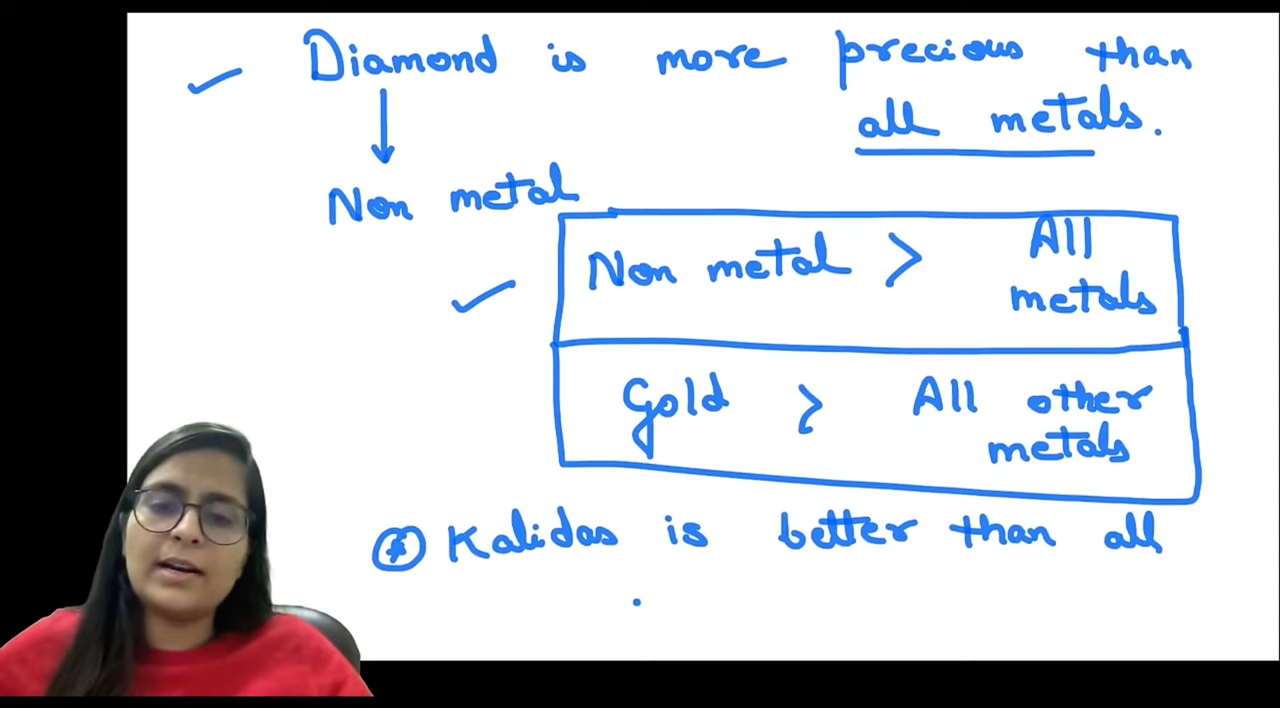 Diamond is more precious than
all metals.
Non metal
Non metal > All
metals
Gold > All other
metals
* Kalidas is better than all